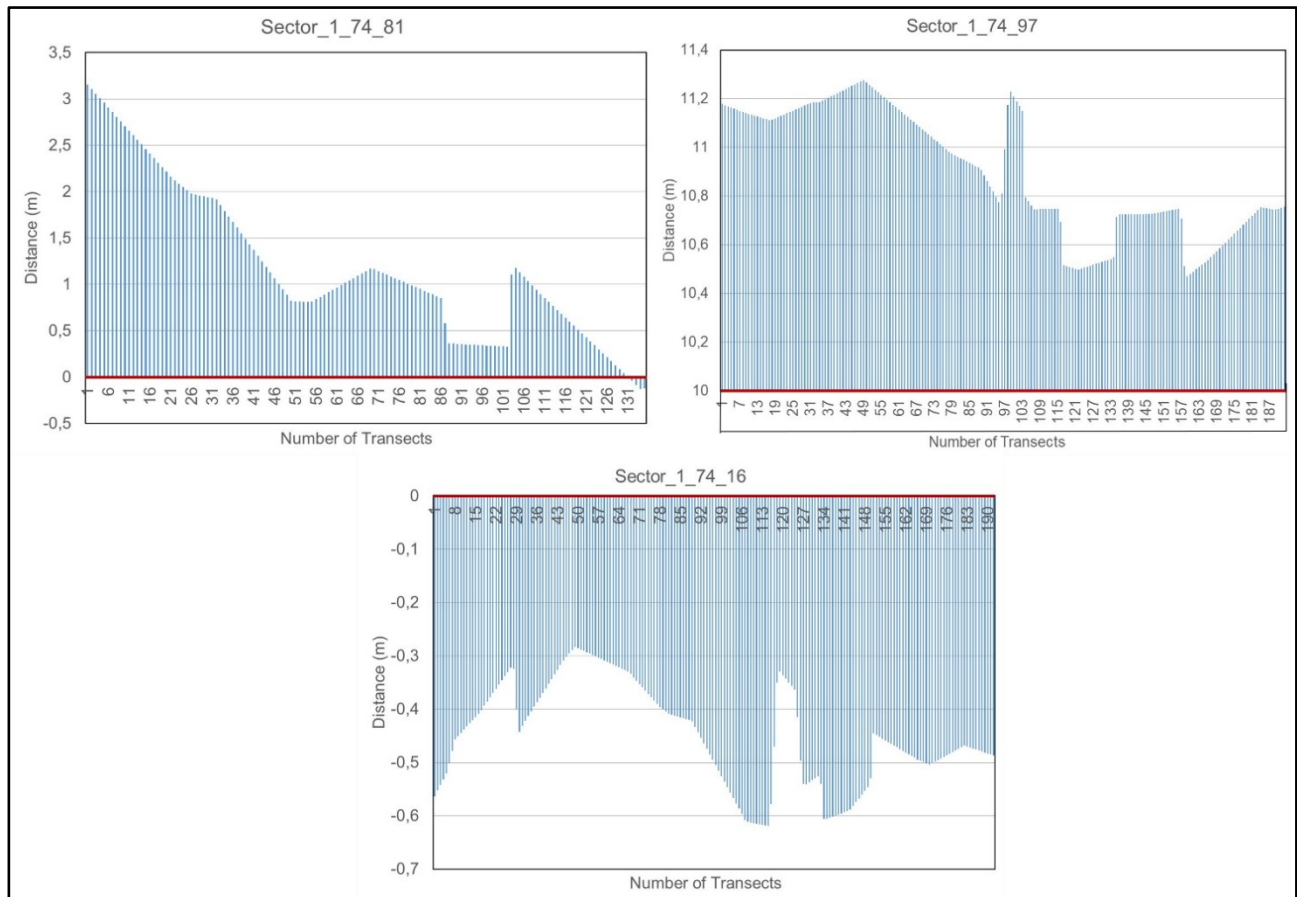 Sector_1_74_81
3,5
3
2,5
2
1,5
1
0,5
0
-0,5
Distance (m)
1 6 11 16 21 26 31 36 41 46 51 56 61 66 71 76 81 86 91 96 101 106 111 116 121 126 131
Number of Transects
Sector_1_74_97
11,4
11,2
11
10,8
10,6
10,4
10,2
10
Distance (m)
1 7 13 19 25 31 37 43 49 55 61 67 73 79 85 91 97 103 109 115 121 127 133 139 145 151 157 163 169 175 181 187
Number of Transects
Sector_1_74_16
0
-0,1
-0,2
-0,3
-0,4
-0,5
-0,6
-0,7
Distance (m)
1 8 15 22 29 36 43 50 57 64 71 78 85 92 99 106 113 120 127 134 141 148 155 162 169 176 183 190
Number of Transects